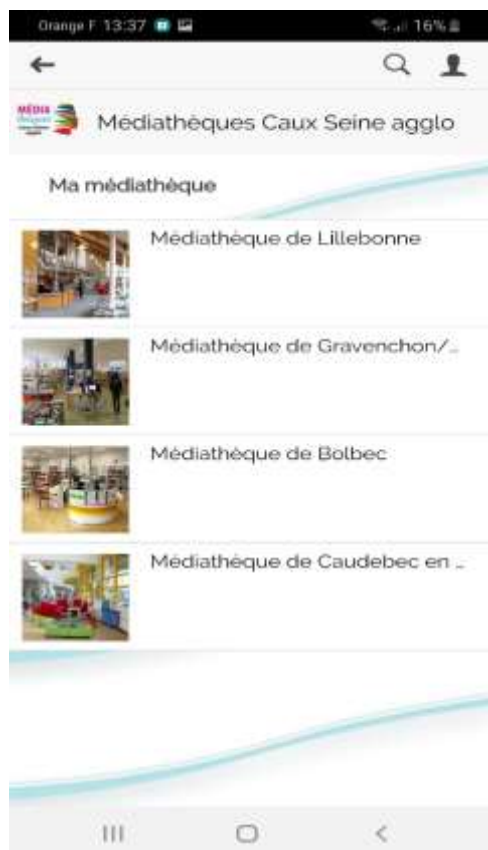 Orange F 13:37 16%
MÉDIA
Médiathèques Caux Seine agglo
Ma médiathèque
Médiathèque de Lillebonne
Médiathèque de Gravenchon/...
Médiathèque de Bolbec
Médiathèque de Caudebec en ...